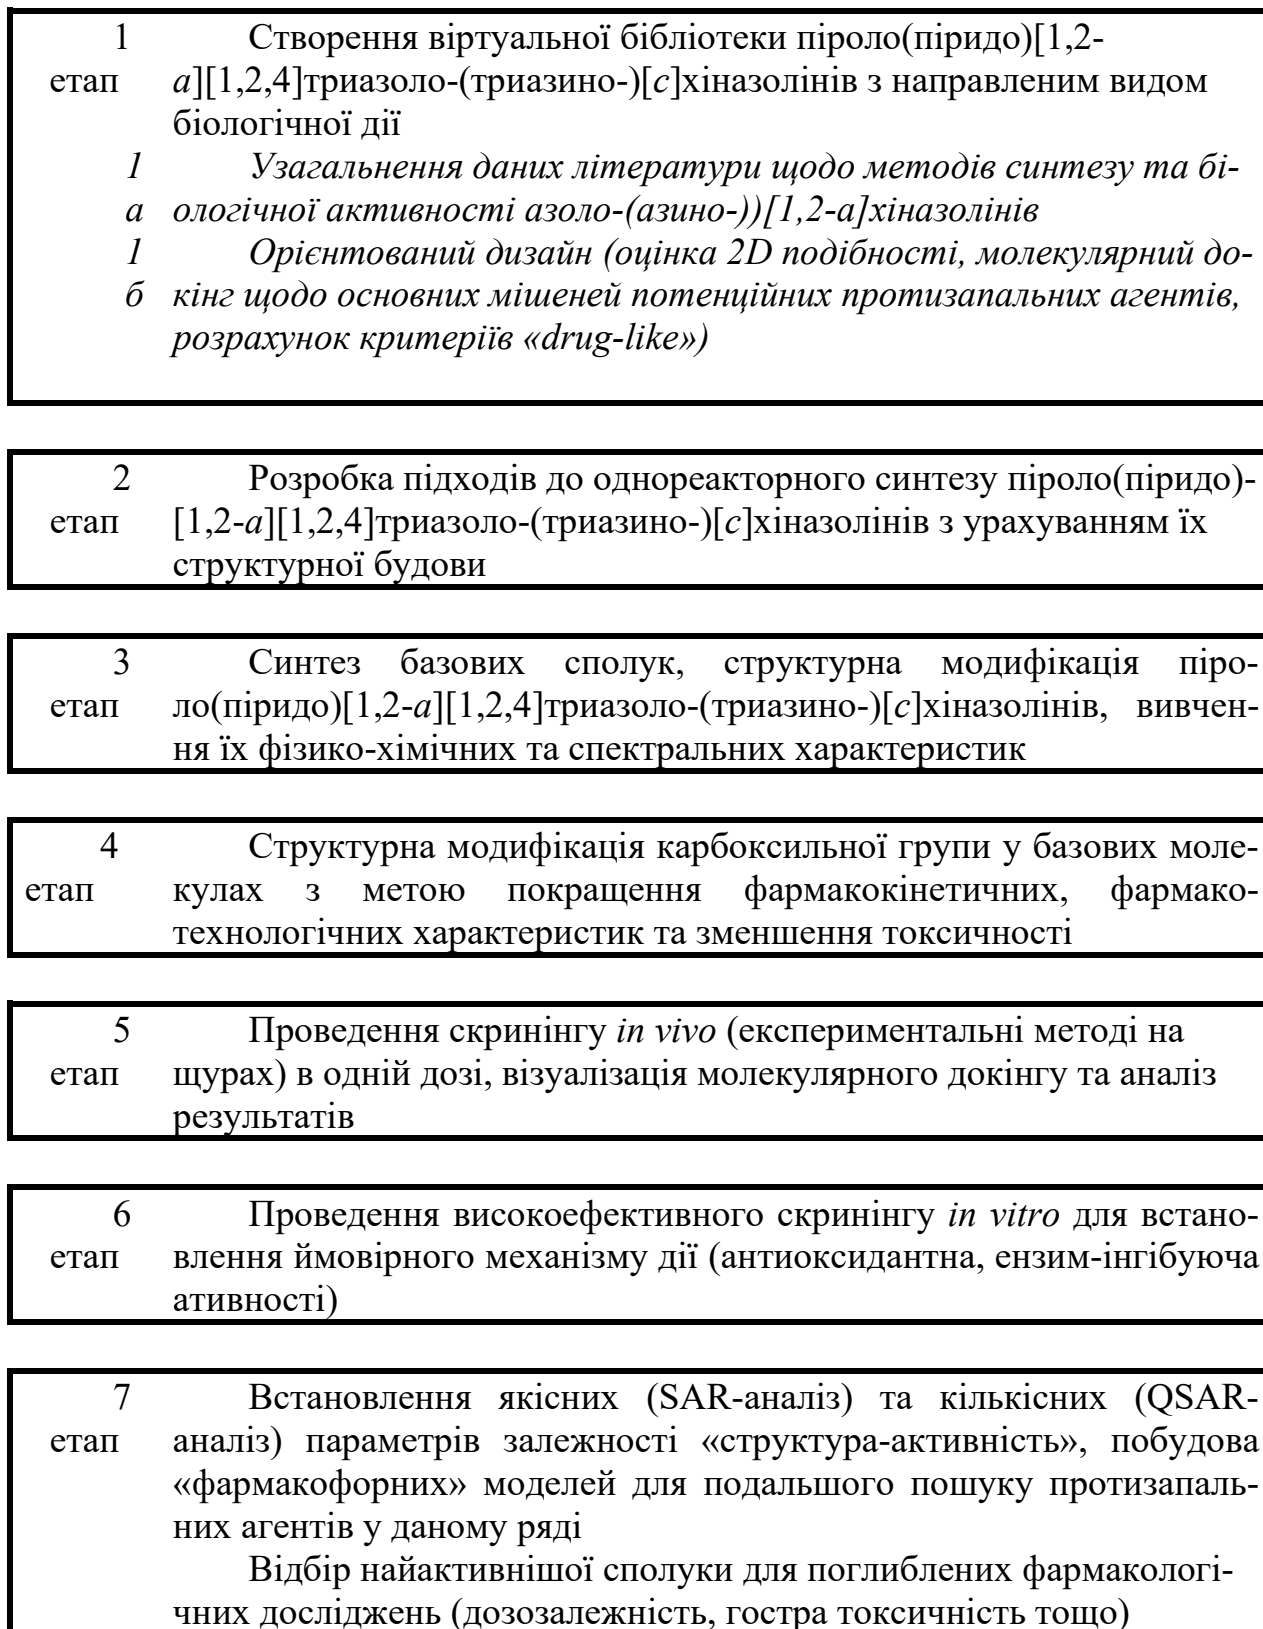 1 Створення віртуальної бібліотеки піроло(піридо)[1,2-
етап a][1,2,4]триазоло-(триазино-)[c]хіназолінів з направленим видом
біологічної дії
1 Узагальнення даних літератури щодо методів синтезу та бі-
а ологічної активності азоло-(азино-))[1,2-a]хіназолінів
1 Орієнтований дизайн (оцінка 2D подібності, молекулярний до-
б кінг щодо основних мішеней потенційних протизапальних агентів,
розрахунок критеріїв «drug-like»)
2 Розробка підходів до однореакторного синтезу піроло(піридо)-
етап [1,2-a][1,2,4]триазоло-(триазино-)[c]хіназолінів з урахуванням їх
структурної будови
3 Синтез базових сполук, структурна модифікація піро-
етап ло(піридо)[1,2-a][1,2,4]триазоло-(триазино-)[c]хіназолінів, вивчен-
ня їх фізико-хімічних та спектральних характеристик
4 Структурна модифікація карбоксильної групи у базових моле-
етап кулах з метою покращення фармакокінетичних, фармако-
технологічних характеристик та зменшення токсичності
5 Проведення скринінгу in vivo (експериментальні методі на
етап щурах) в одній дозі, візуалізація молекулярного докінгу та аналіз
результатів
6 Проведення високоефективного скринінгу in vitro для встано-
етап влення ймовірного механізму дії (антиоксидантна, ензим-інгібуюча
ативності)
7 Встановлення якісних (SAR-аналіз) та кількісних (QSAR-
етап аналіз) параметрів залежності «структура-активність», побудова
«фармакофорних» моделей для подальшого пошуку протизапаль-
них агентів у даному ряді
Відбір найактивнішої сполуки для поглиблених фармакологі-
чних досліджень (дозозалежність, гостра токсичність тощо)